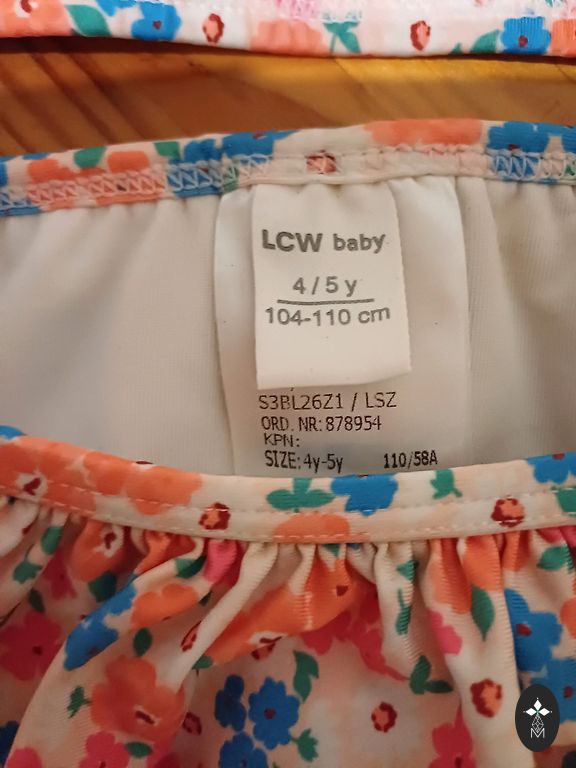 LCW baby
4/5 y
104-110 cm
S3BL26Z1 / LSZ
ORD. NR: 878954
KPN:
SIZE: 4y-5y 110/58A